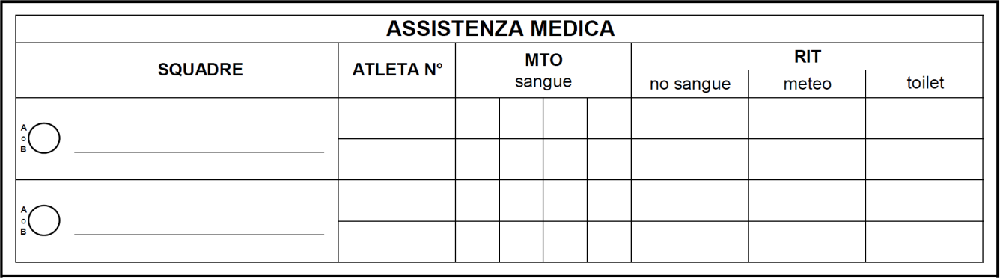 ASSISTENZA MEDICA
SQUADRE
ATLETA N°
MTO
sangue
RIT
no sangue
meteo
toilet
A
o
B
A
o
B